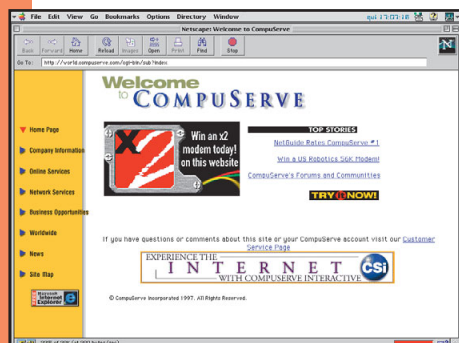 File Edit View Go Bookmarks Options Directory Window
Netscape: Welcome to CompuServe
Back Forward Home Reload Images Open Print Find Stop
Go To: http://world.compuserve.com/cgi-bin/sub?index
Welcome
to COMPUSERVE
Home Page
Company Information
Online Services
Network Services
Business Opportunities
Worldwide
News
Site Map
Microsoft
Internet
Explorer
X2
Win an x2
modem today!
on this website
TOP STORIES
NetGuide Rates CompuServe #1
Win a US Robotics 56K Modem!
CompuServe's Forums and Communities
TRY IT NOW!
If you have questions or comments about this site or your CompuServe account visit our Customer
Service Page
EXPERIENCE THE
INTERNET
WITH COMPUSERVE INTERACTIVE
CSi
© CompuServe Incorporated 1997. All Rights Reserved.